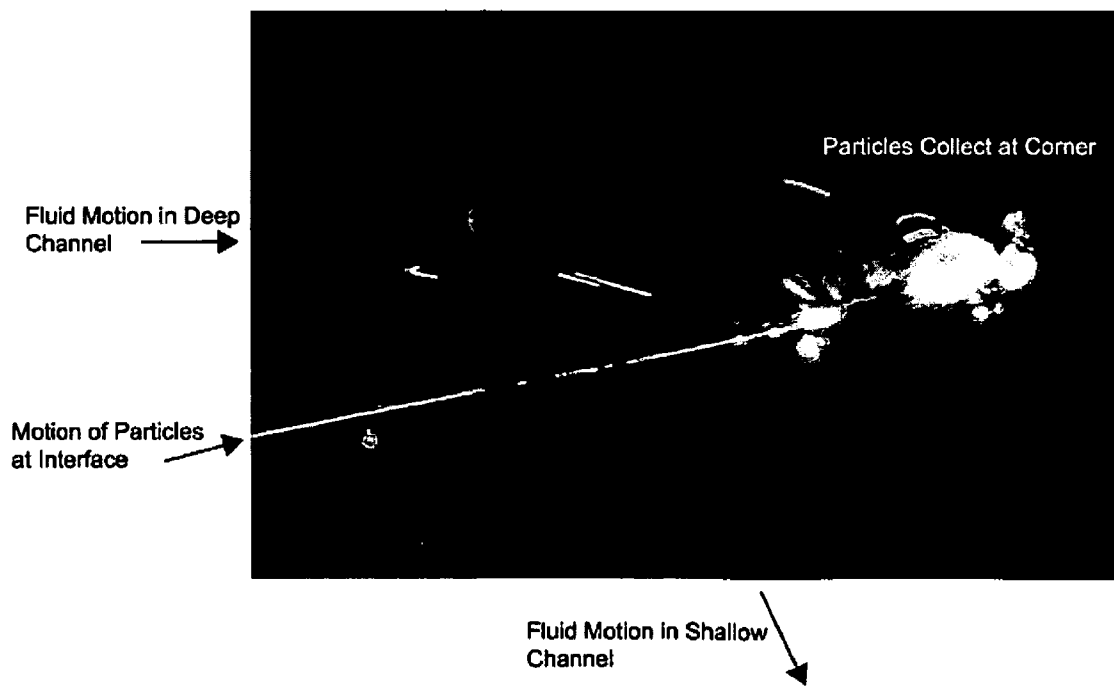 Particles Collect at Corner
Fluid Motion in Deep
Channel
Motion of Particles
at Interface
Fluid Motion in Shallow
Channel